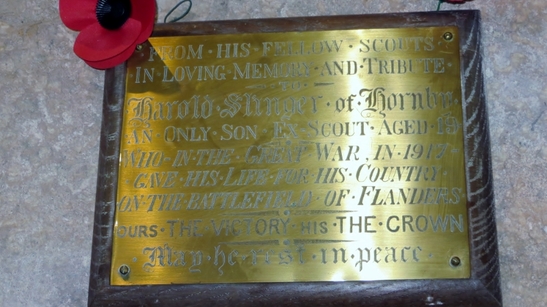 FROM · HIS · FELLOW · SCOUTS
IN · LOVING · MEMORY · AND · TRIBUTE
TO
Harold · Slinger · of · Hornby
AN · ONLY · SON · EX-SCOUT · AGED · 19
WHO · IN · THE · GREAT · WAR, IN · 1917
GAVE · HIS · LIFE · FOR · HIS · COUNTRY
ON · THE · BATTLEFIELD · OF · FLANDERS
OURS · THE · VICTORY · HIS · THE · CROWN
May · he · rest · in · peace